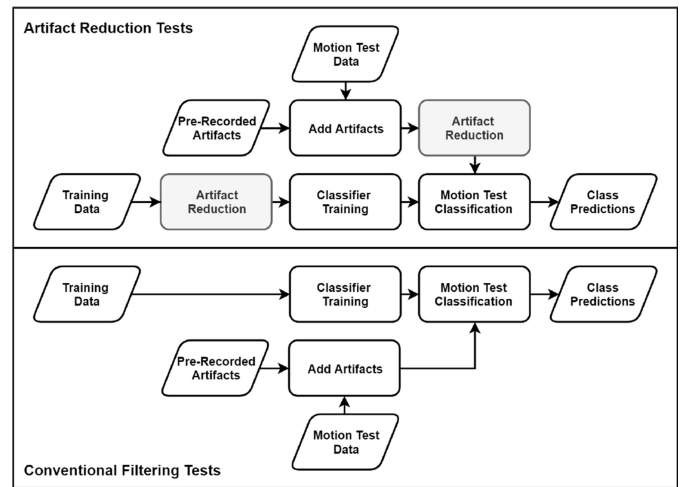 Artifact Reduction Tests
Motion Test
Data
Pre-Recorded
Artifacts
Add Artifacts
Artifact
Reduction
Training
Data
Artifact
Reduction
Classifier
Training
Motion Test
Classification
Class
Predictions
Training
Data
Classifier
Training
Motion Test
Classification
Class
Predictions
Pre-Recorded
Artifacts
Add Artifacts
Motion Test
Data
Conventional Filtering Tests